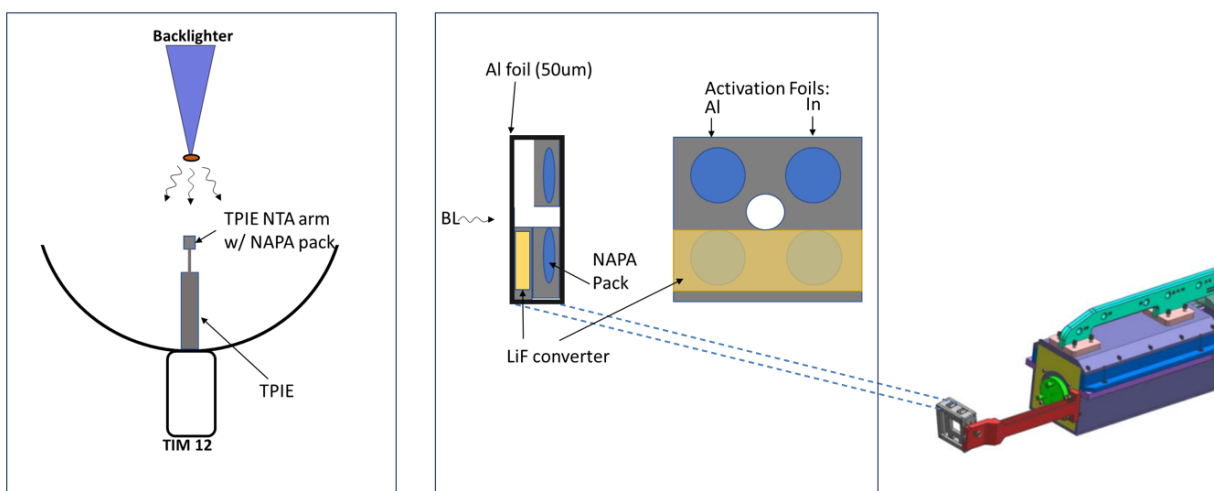 Backlighter
TPIE NTA arm
w/ NAPA pack
TPIE
TIM 12
Al foil (50um)
BL
NAPA
Pack
LiF converter
Activation Foils:
Al
In